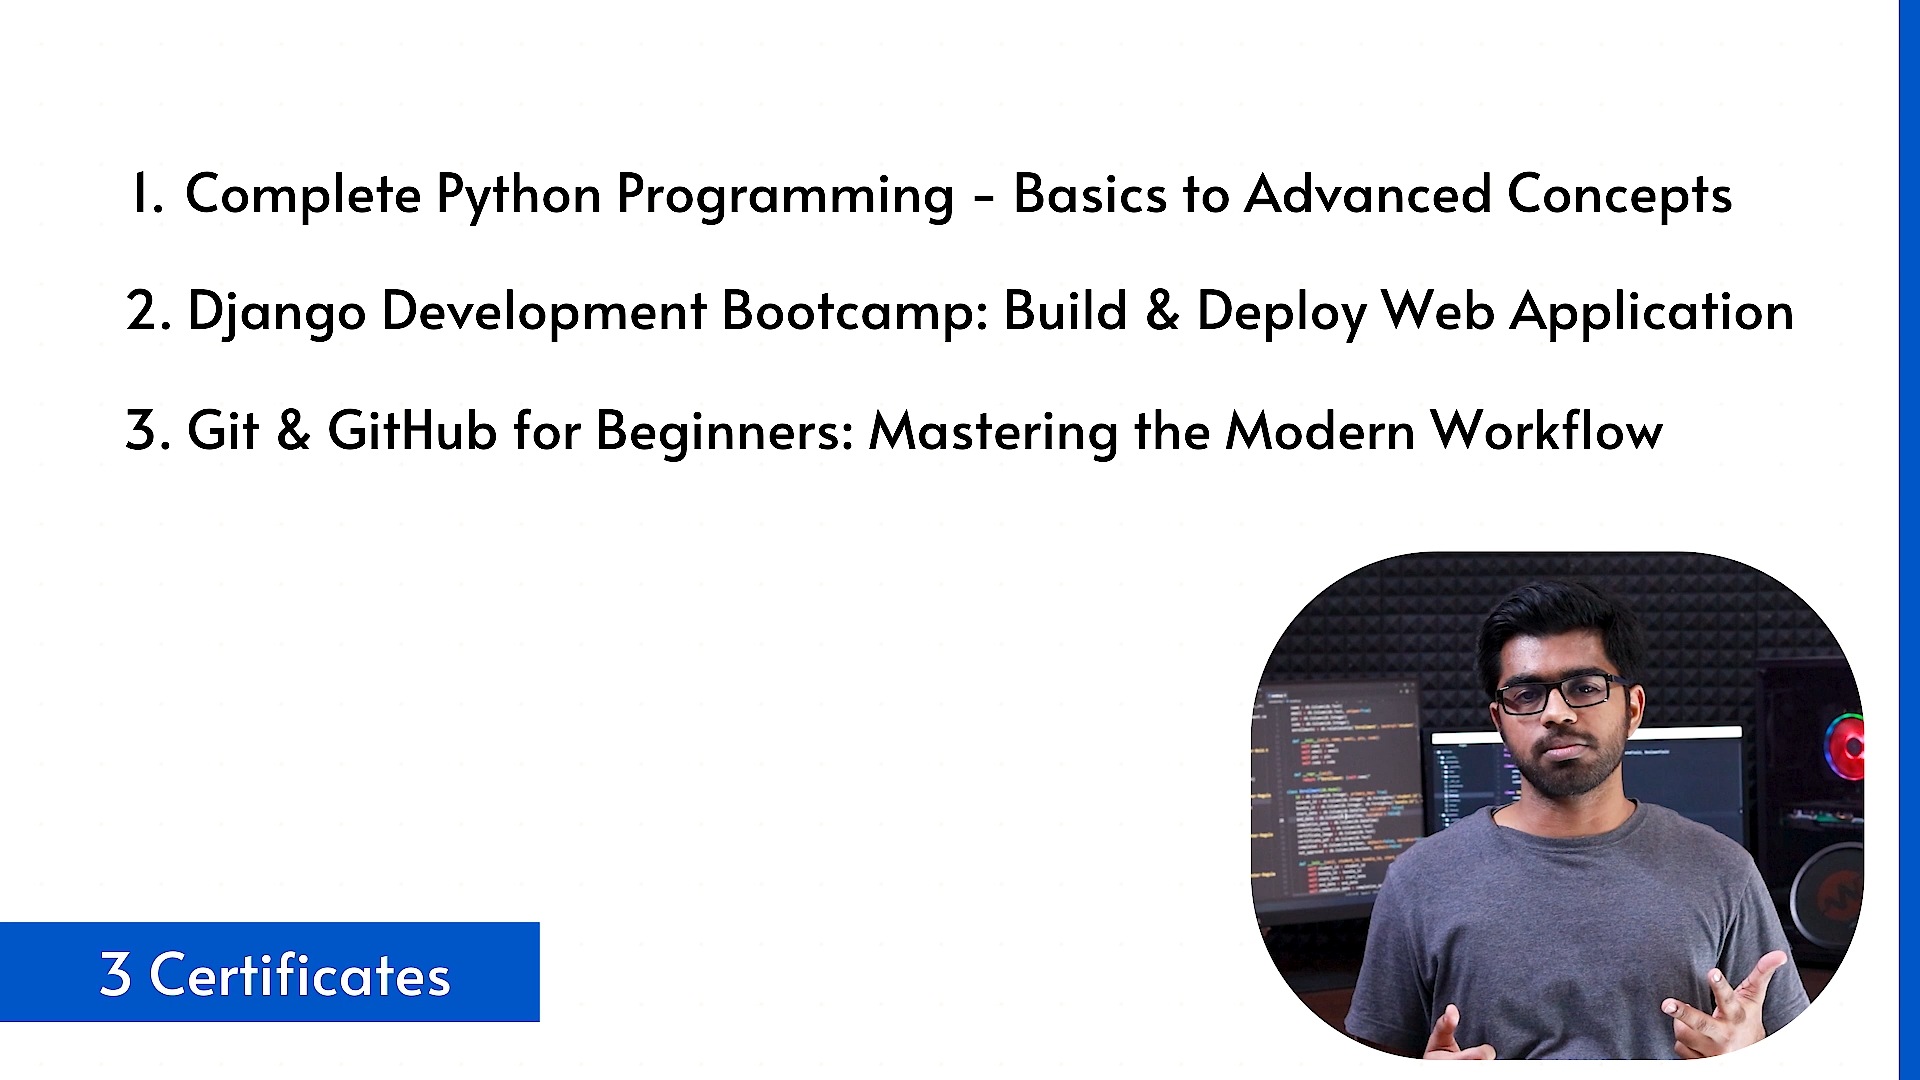 1. Complete Python Programming - Basics to Advanced Concepts
2. Django Development Bootcamp: Build & Deploy Web Application
3. Git & GitHub for Beginners: Mastering the Modern Workflow
3 Certificates